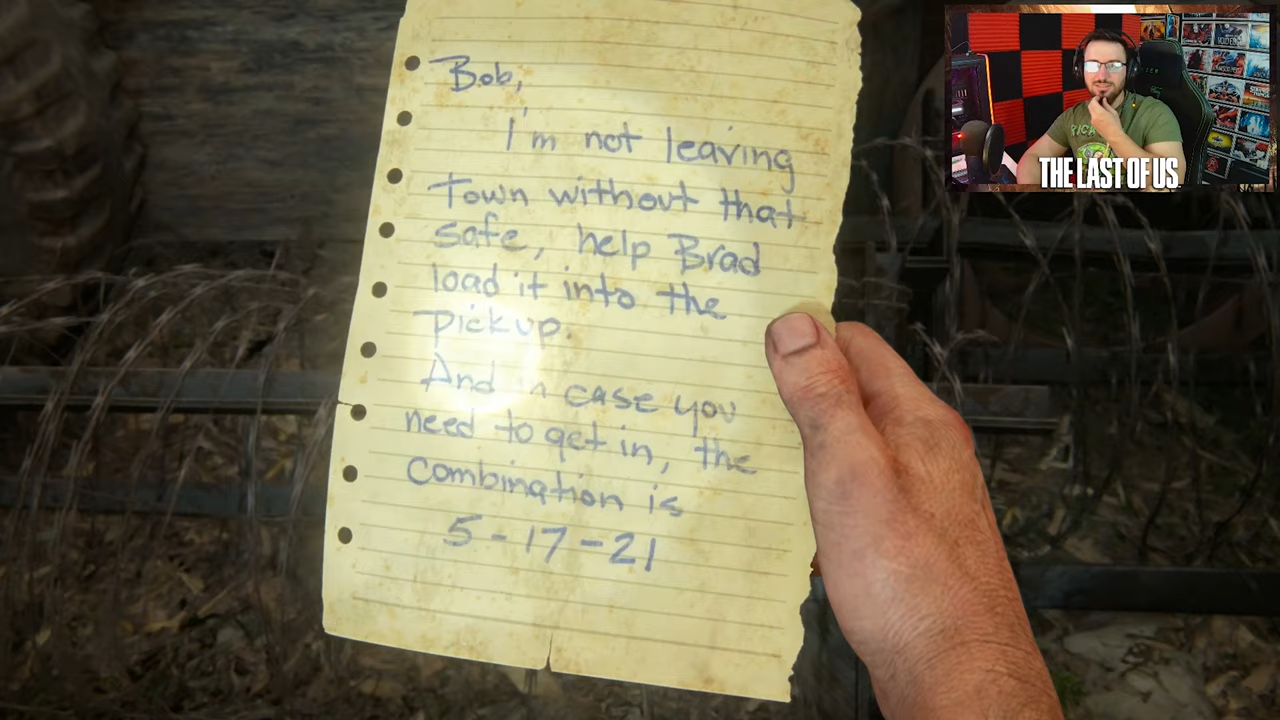 Bob,
I'm not leaving
Town without that
safe, help Brad
load it into the
pickup.
And in case you
need to get in, the
Combination is
5-17-21
THE LAST OF US